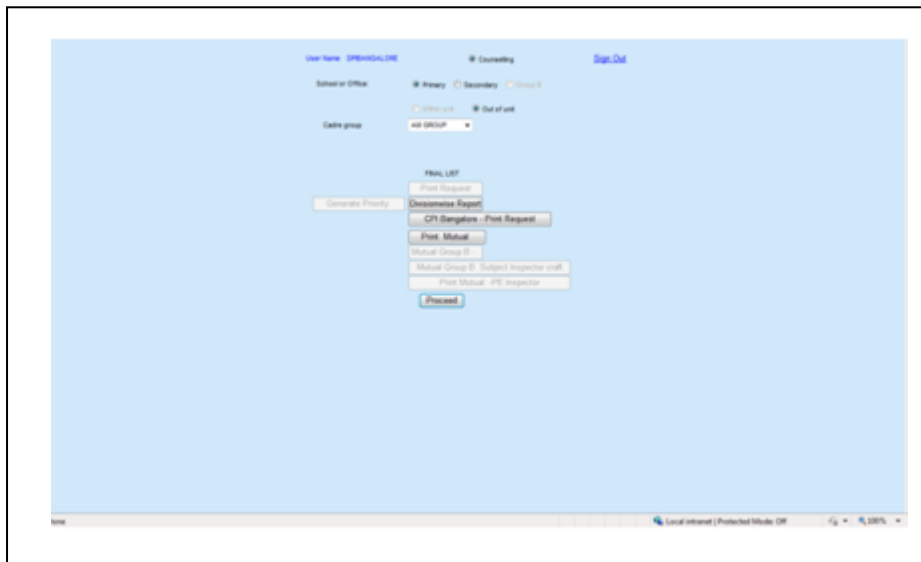 User Name DPIBANGALORE Counselling Sign Out
School or Office Primary Secondary Group B
Within unit Out of unit
Cadre group All GROUP
FINAL LIST
Print Request
Generate Priority Divisionwise Report
CPI Bangalore - Print Request
Print Mutual
Mutual Group B -
Mutual Group B Subject Inspector craft
Print Mutual -PE Inspector
Proceed
Local intranet | Protected Mode: Off 100%